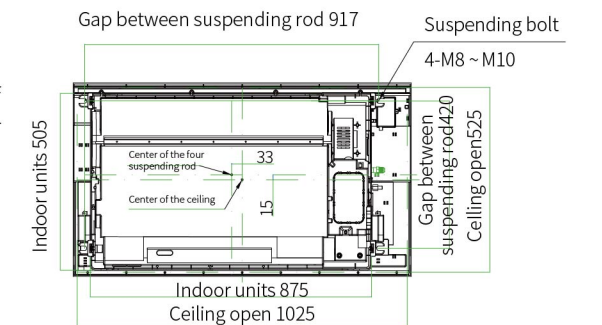 Gap between suspending rod 917
Suspending bolt
4-M8 ~ M10
Indoor units 505
Center of the four
suspending rod
33
Center of the ceiling
15
Gap between
suspending rod420
Celling open525
Indoor units 875
Ceiling open 1025